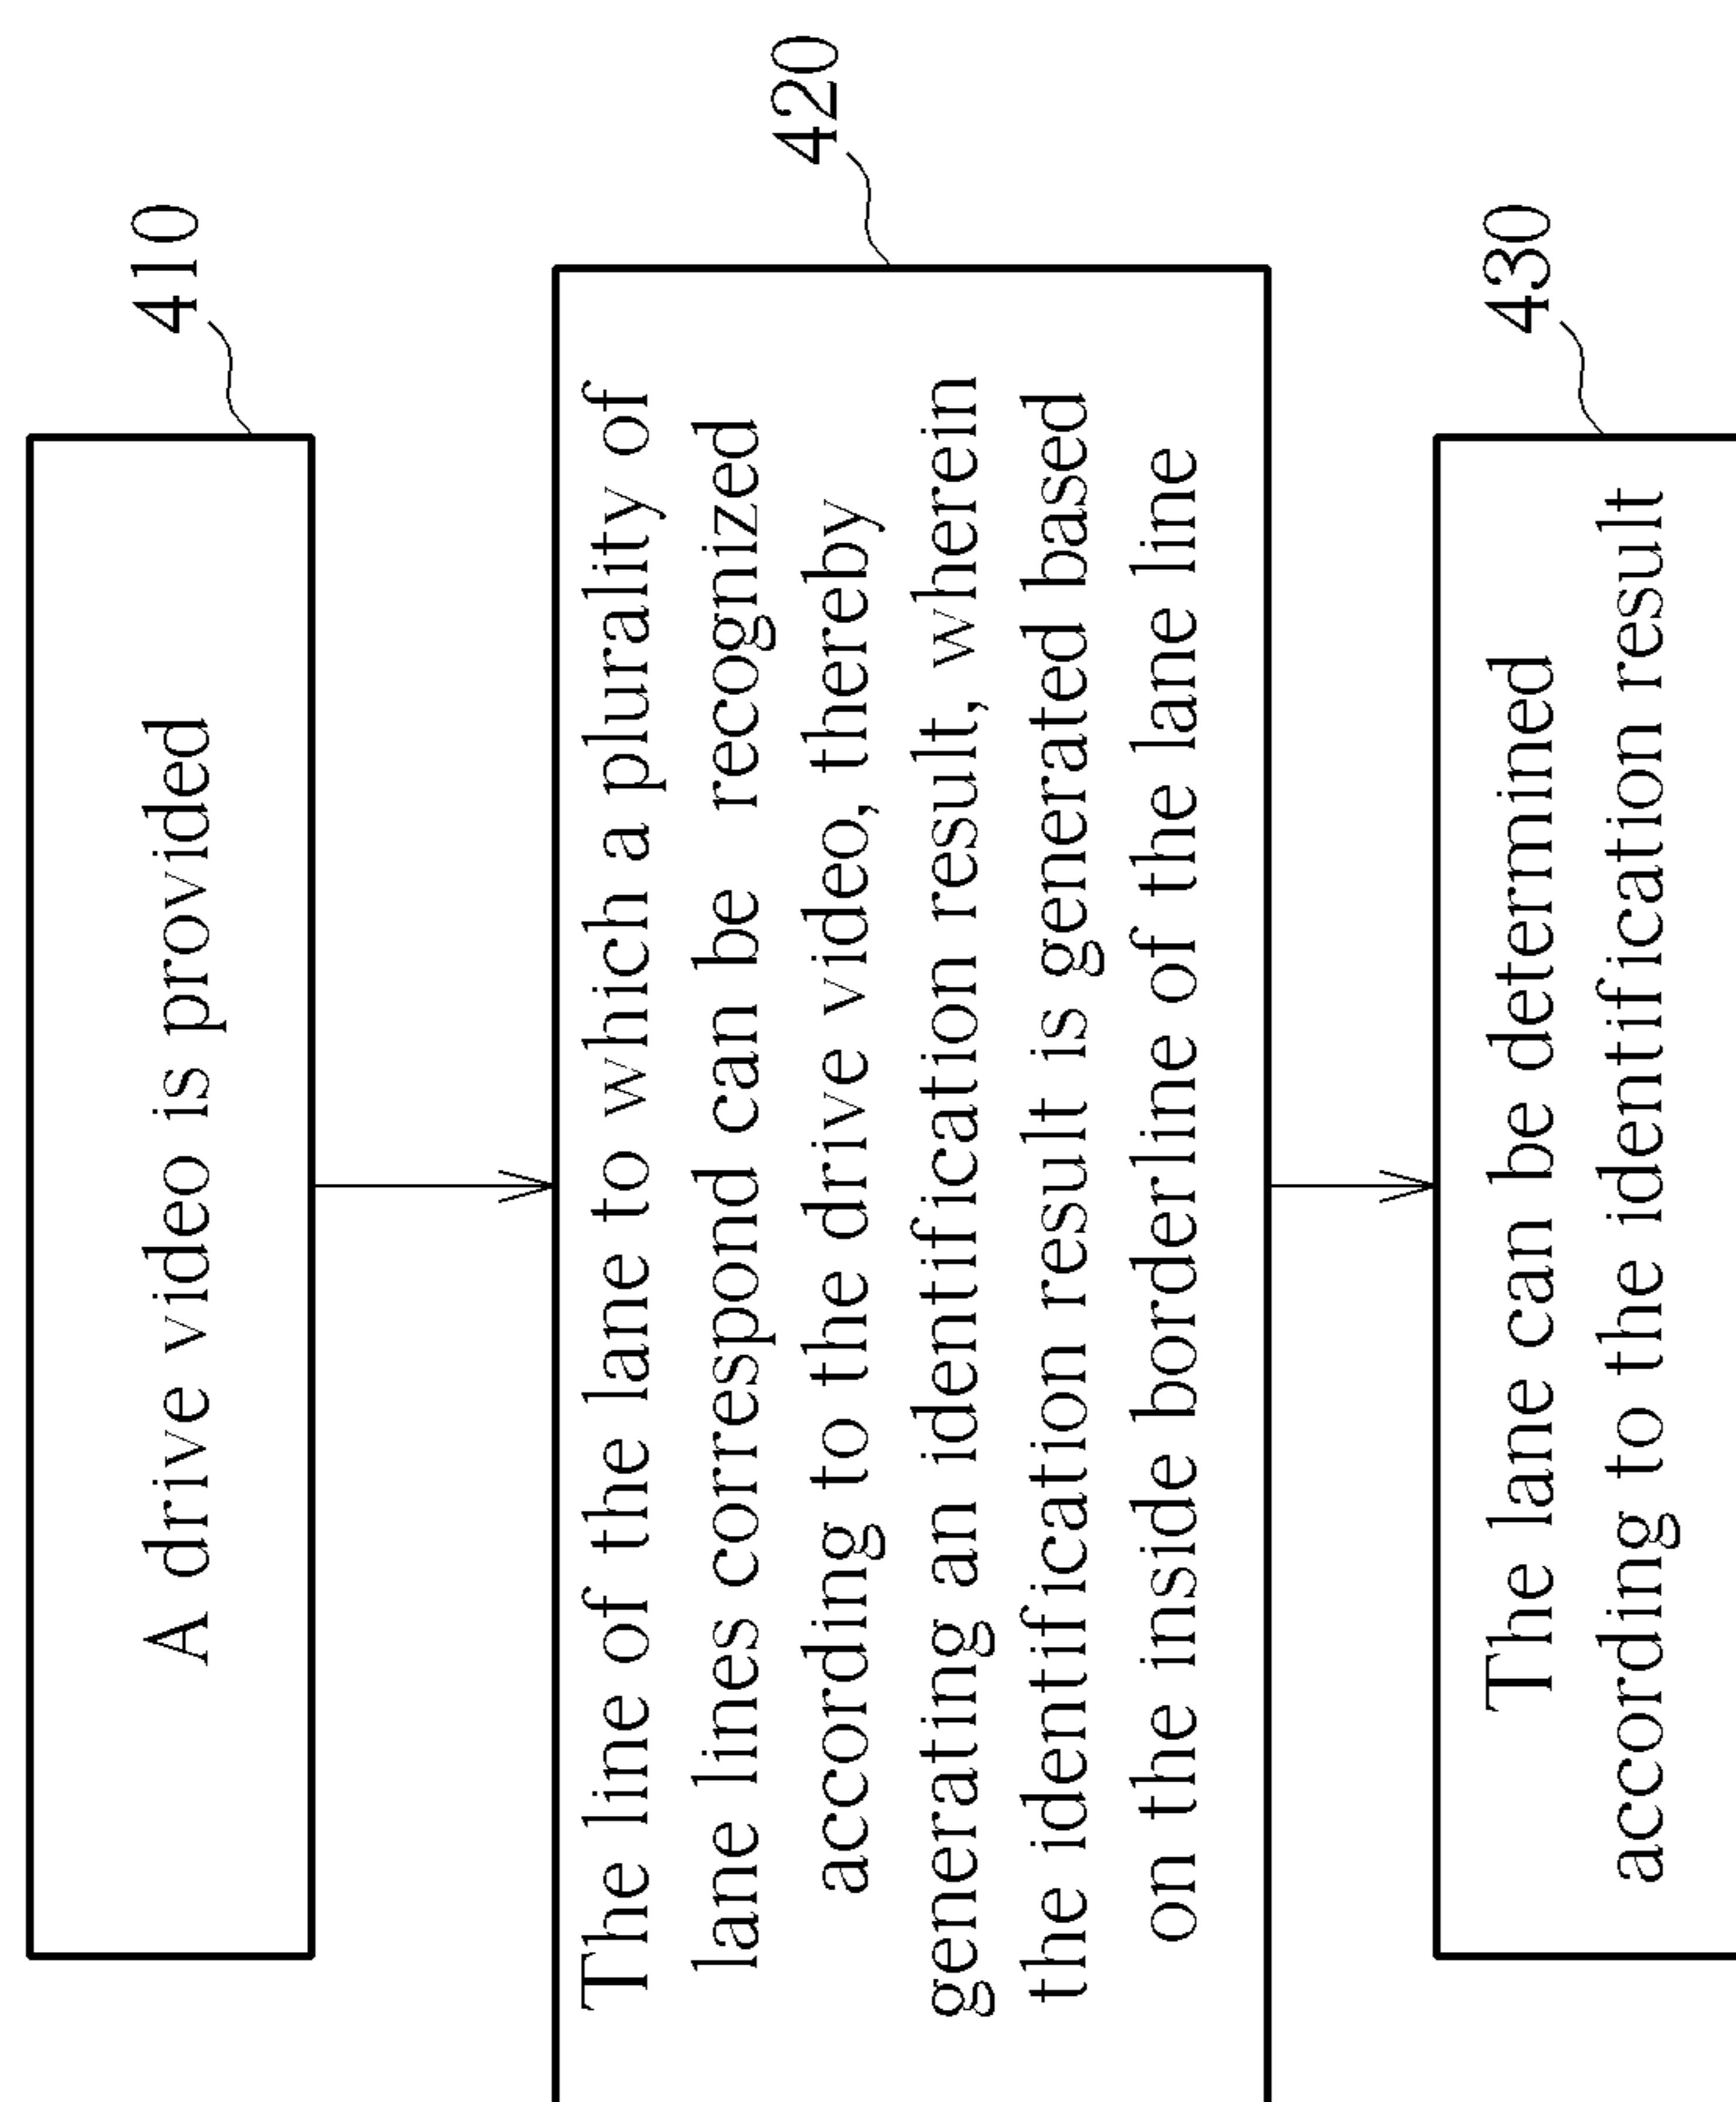 410
A drive video is provided
420
The line of the lane to which a plurality of
lane lines correspond can be recognized
according to the drive video, thereby
generating an identification result, wherein
the identification result is generated based
on the inside borderline of the lane line
430
The lane can be determined
according to the identification result